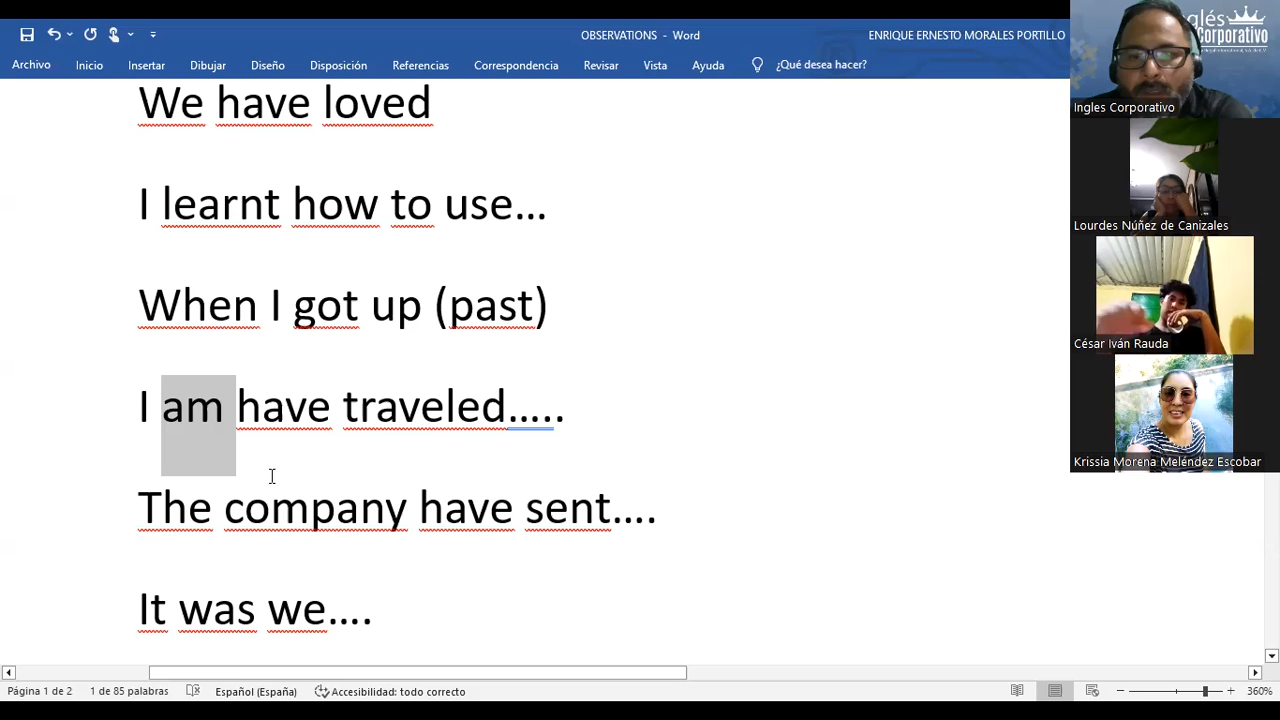 OBSERVATIONS - Word
ENRIQUE ERNESTO MORALES PORTILLO
Archivo Inicio Insertar Dibujar Diseño Disposición Referencias Correspondencia Revisar Vista Ayuda ¿Qué desea hacer?
We have loved
I learnt how to use...
When I got up (past)
I am have traveled.....
The company have sent....
It was we....
Inglés
Corporativo
Ingles Corporativo
Lourdes Núñez de Canizales
César Iván Rauda
Krissia Morena Meléndez Escobar
Página 1 de 2 1 de 85 palabras Español (España) Accesibilidad: todo correcto 360%